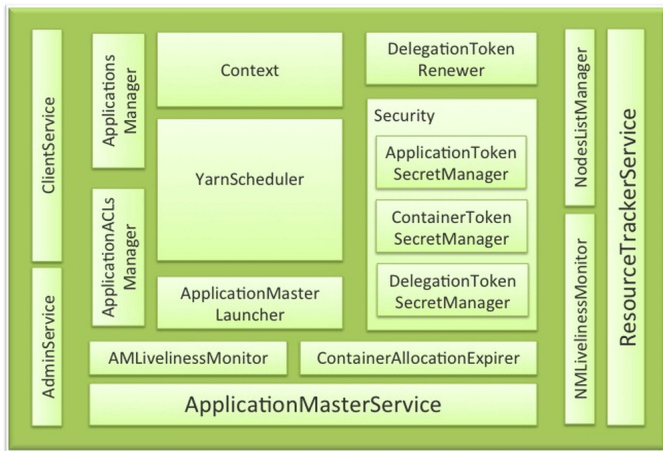 ClientService
AdminService
Applications
Manager
ApplicationACLs
Manager
Context
YarnScheduler
ApplicationMaster
Launcher
DelegationToken
Renewer
Security
ApplicationToken
SecretManager
ContainerToken
SecretManager
DelegationToken
SecretManager
AMLivelinessMonitor
ContainerAllocationExpirer
ApplicationMasterService
NodesListManager
NMLivelinessMonitor
ResourceTrackerService